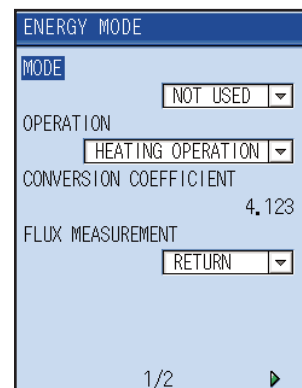 ENERGY MODE
MODE
NOT USED
OPERATION
HEATING OPERATION
CONVERSION COEFFICIENT
4.123
FLUX MEASUREMENT
RETURN
1/2